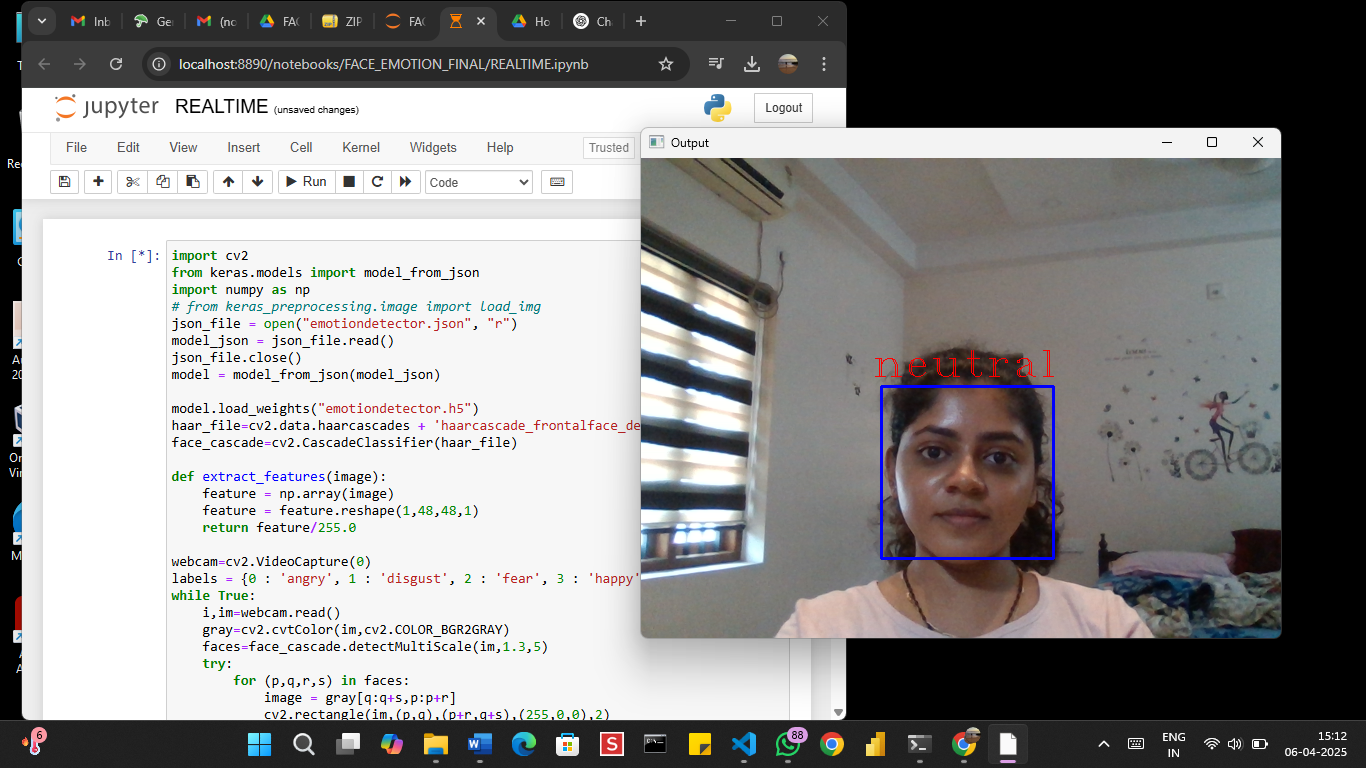 Inb
Ger
(no
FAC
ZIP
FAC
Ho
Ch
localhost:8890/notebooks/FACE_EMOTION_FINAL/REALTIME.ipynb
jupyter REALTIME (unsaved changes)
Logout
File Edit View Insert Cell Kernel Widgets Help
Trusted
Run
Code
In [*]:
import cv2
from keras.models import model_from_json
import numpy as np
# from keras_preprocessing.image import load_img
json_file = open("emotiondetector.json", "r")
model_json = json_file.read()
json_file.close()
model = model_from_json(model_json)
model.load_weights("emotiondetector.h5")
haar_file=cv2.data.haarcascades + 'haarcascade_frontalface_de
face_cascade=cv2.CascadeClassifier(haar_file)
def extract_features(image):
    feature = np.array(image)
    feature = feature.reshape(1,48,48,1)
    return feature/255.0
webcam=cv2.VideoCapture(0)
labels = {0 : 'angry', 1 : 'disgust', 2 : 'fear', 3 : 'happy'
while True:
    i,im=webcam.read()
    gray=cv2.cvtColor(im,cv2.COLOR_BGR2GRAY)
    faces=face_cascade.detectMultiScale(im,1.3,5)
    try:
        for (p,q,r,s) in faces:
            image = gray[q:q+s,p:p+r]
            cv2.rectangle(im,(p,q),(p+r,q+s),(255,0,0),2)
Output
neutral
6
88
ENG
IN
15:12
06-04-2025